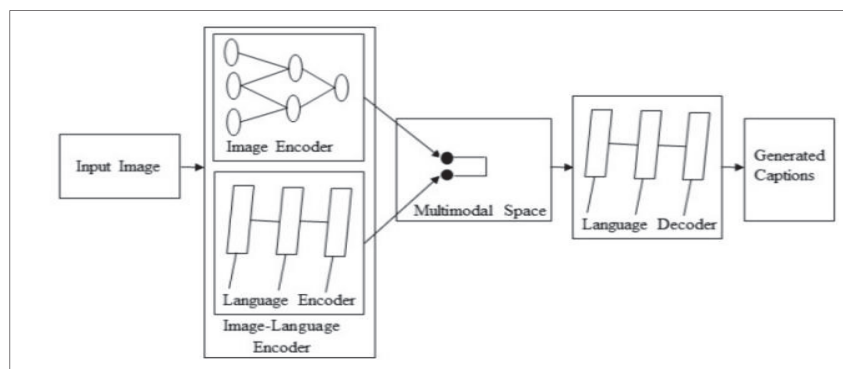 Input Image
Image Encoder
Language Encoder
Image-Language
Encoder
Multimodal Space
Language Decoder
Generated
Captions